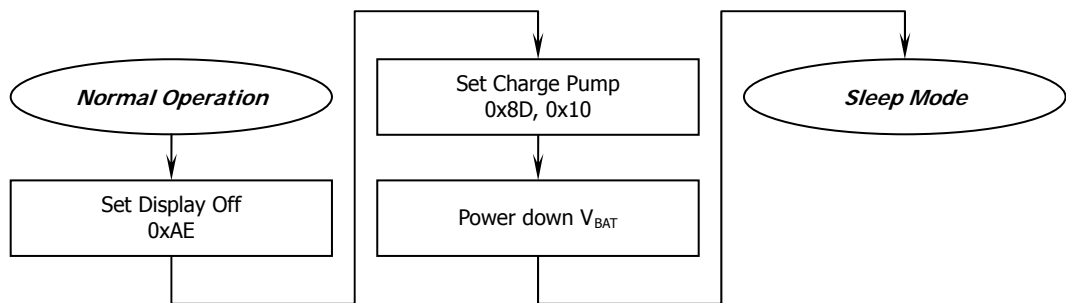 Normal Operation
Set Display Off
0xAE
Set Charge Pump
0x8D, 0x10
Power down VBAT
Sleep Mode